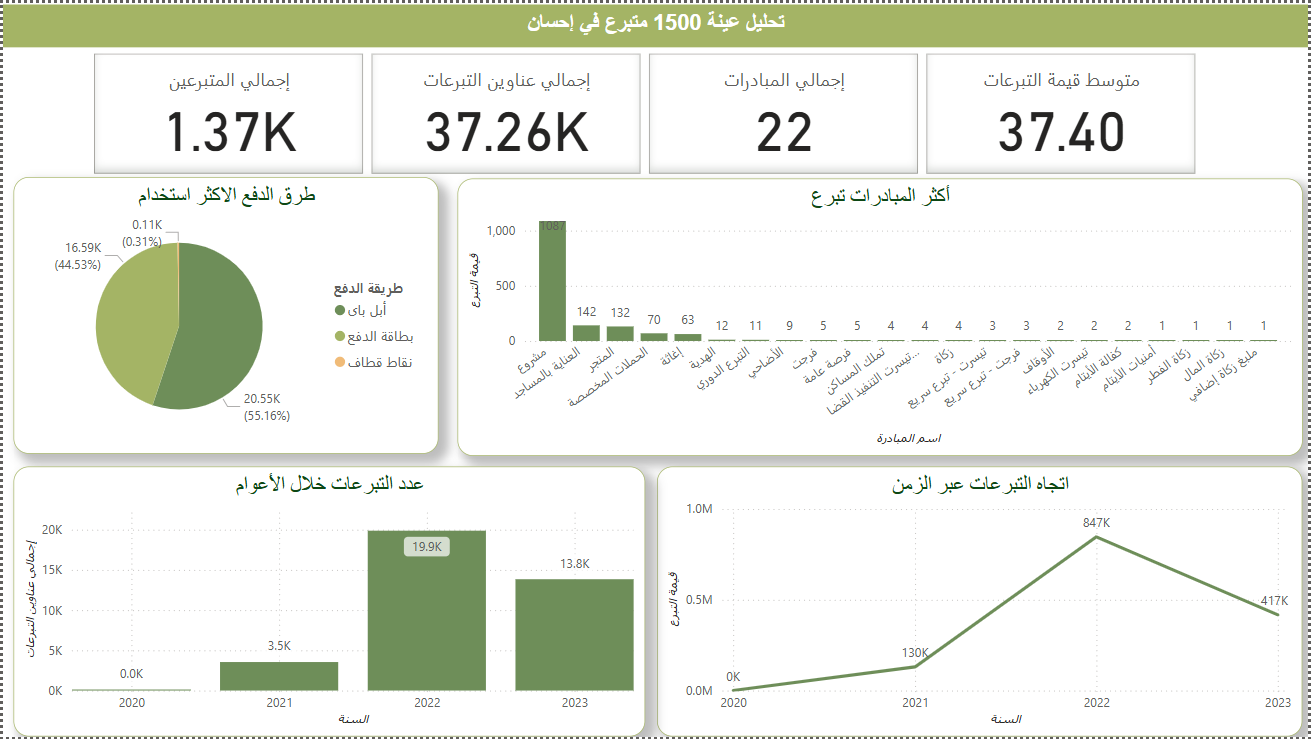 تحليل عينة 1500 متبرع في إحسان
متوسط قيمة التبرعات
37.40
إجمالي المبادرات
22
إجمالي عناوين التبرعات
37.26K
إجمالي المتبرعين
1.37K
أكثر المبادرات تبرع
قيمة التبرع
1,000
500
0
1087
142
132
70
63
12
11
9
5
5
4
4
4
3
3
2
2
2
1
1
1
1
مشروع
العناية بالمساجد
المتجر
الحملات المخصصة
إغاثة
الهدية
التبرع الدوري
الأضاحي
فرجت
فرصة عامة
تملك المساكن
تيسرت التنفيذ القضا...
زكاة
تيسرت - تبرع سريع
فرجت - تبرع سريع
الأوقاف
تيسرت الكهرباء
كفالة الأيتام
أمنيات الأيتام
زكاة الفطر
زكاة المال
مبلغ زكاة إضافي
اسم المبادرة
طرق الدفع الاكثر استخدام
0.11K
(0.31%)
16.59K
(44.53%)
20.55K
(55.16%)
طريقة الدفع
أبل باى
بطاقة الدفع
نقاط قطاف
اتجاه التبرعات عبر الزمن
قيمة التبرع
1.0M
0.5M
0.0M
0K
130K
847K
417K
2020
2021
2022
2023
السنة
عدد التبرعات خلال الأعوام
إجمالي عناوين التبرعات
20K
15K
10K
5K
0K
0.0K
3.5K
19.9K
13.8K
2020
2021
2022
2023
السنة